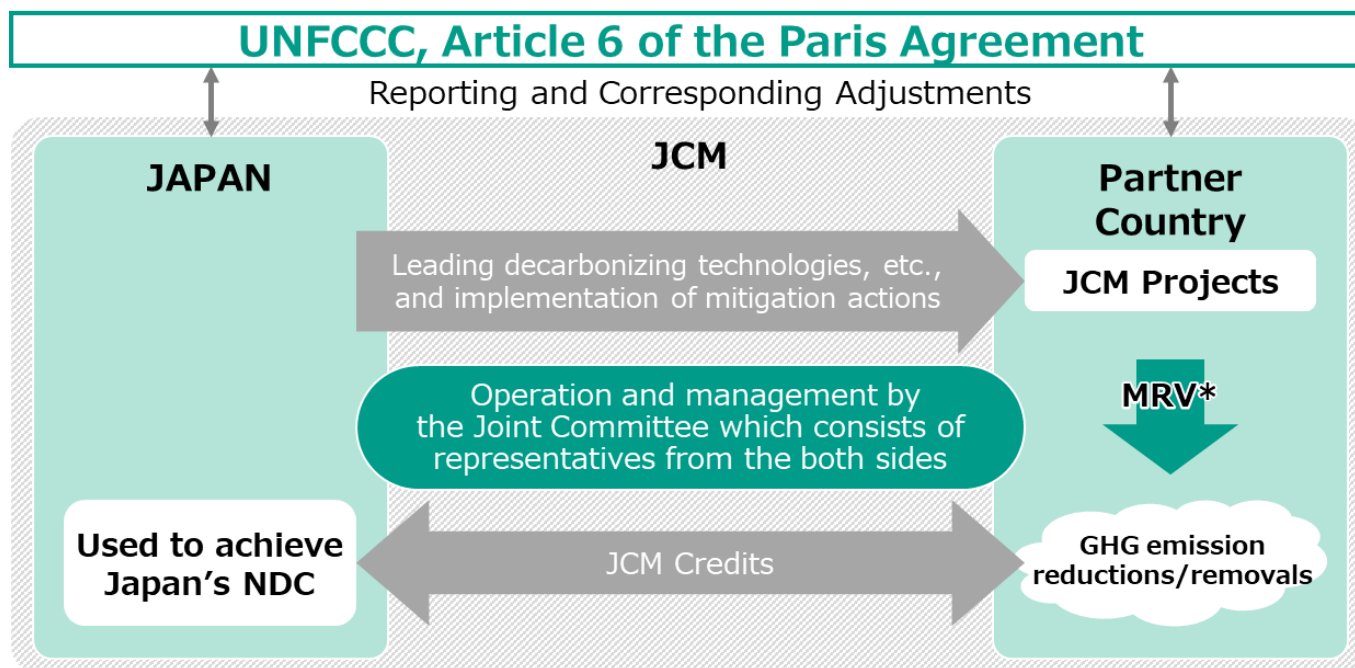 UNFCCC, Article 6 of the Paris Agreement
Reporting and Corresponding Adjustments
JCM
JAPAN
Partner
Country
Leading decarbonizing technologies, etc.,
and implementation of mitigation actions
JCM Projects
MRV*
Operation and management by
the Joint Committee which consists of
representatives from the both sides
Used to achieve
Japan's NDC
JCM Credits
GHG emission
reductions/removals